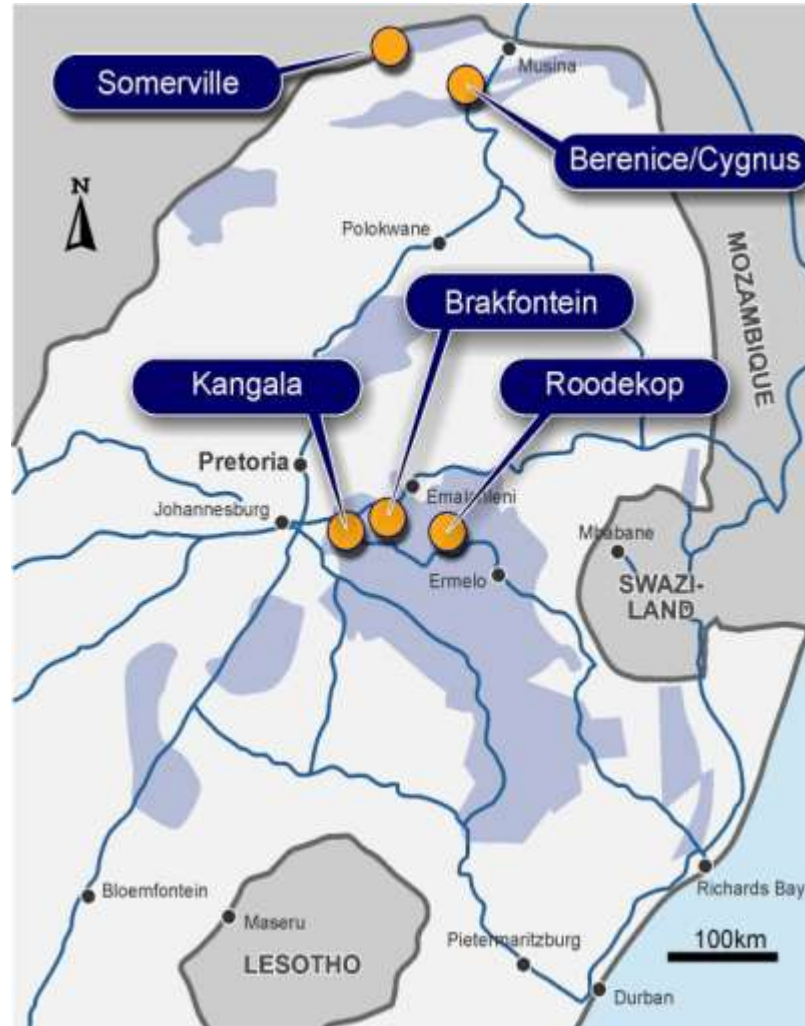 Somerville
Musina
Berenice/Cygnus
N
Polokwane
MOZAMBIQUE
Brakfontein
Kangala
Roodekop
Pretoria
Johannesburg
Mbabane
Ermelo
SWAZI-
LAND
Bloemfontein
Maseru
LESOTHO
Pietermaritzburg
Richards Bay
100km
Durban